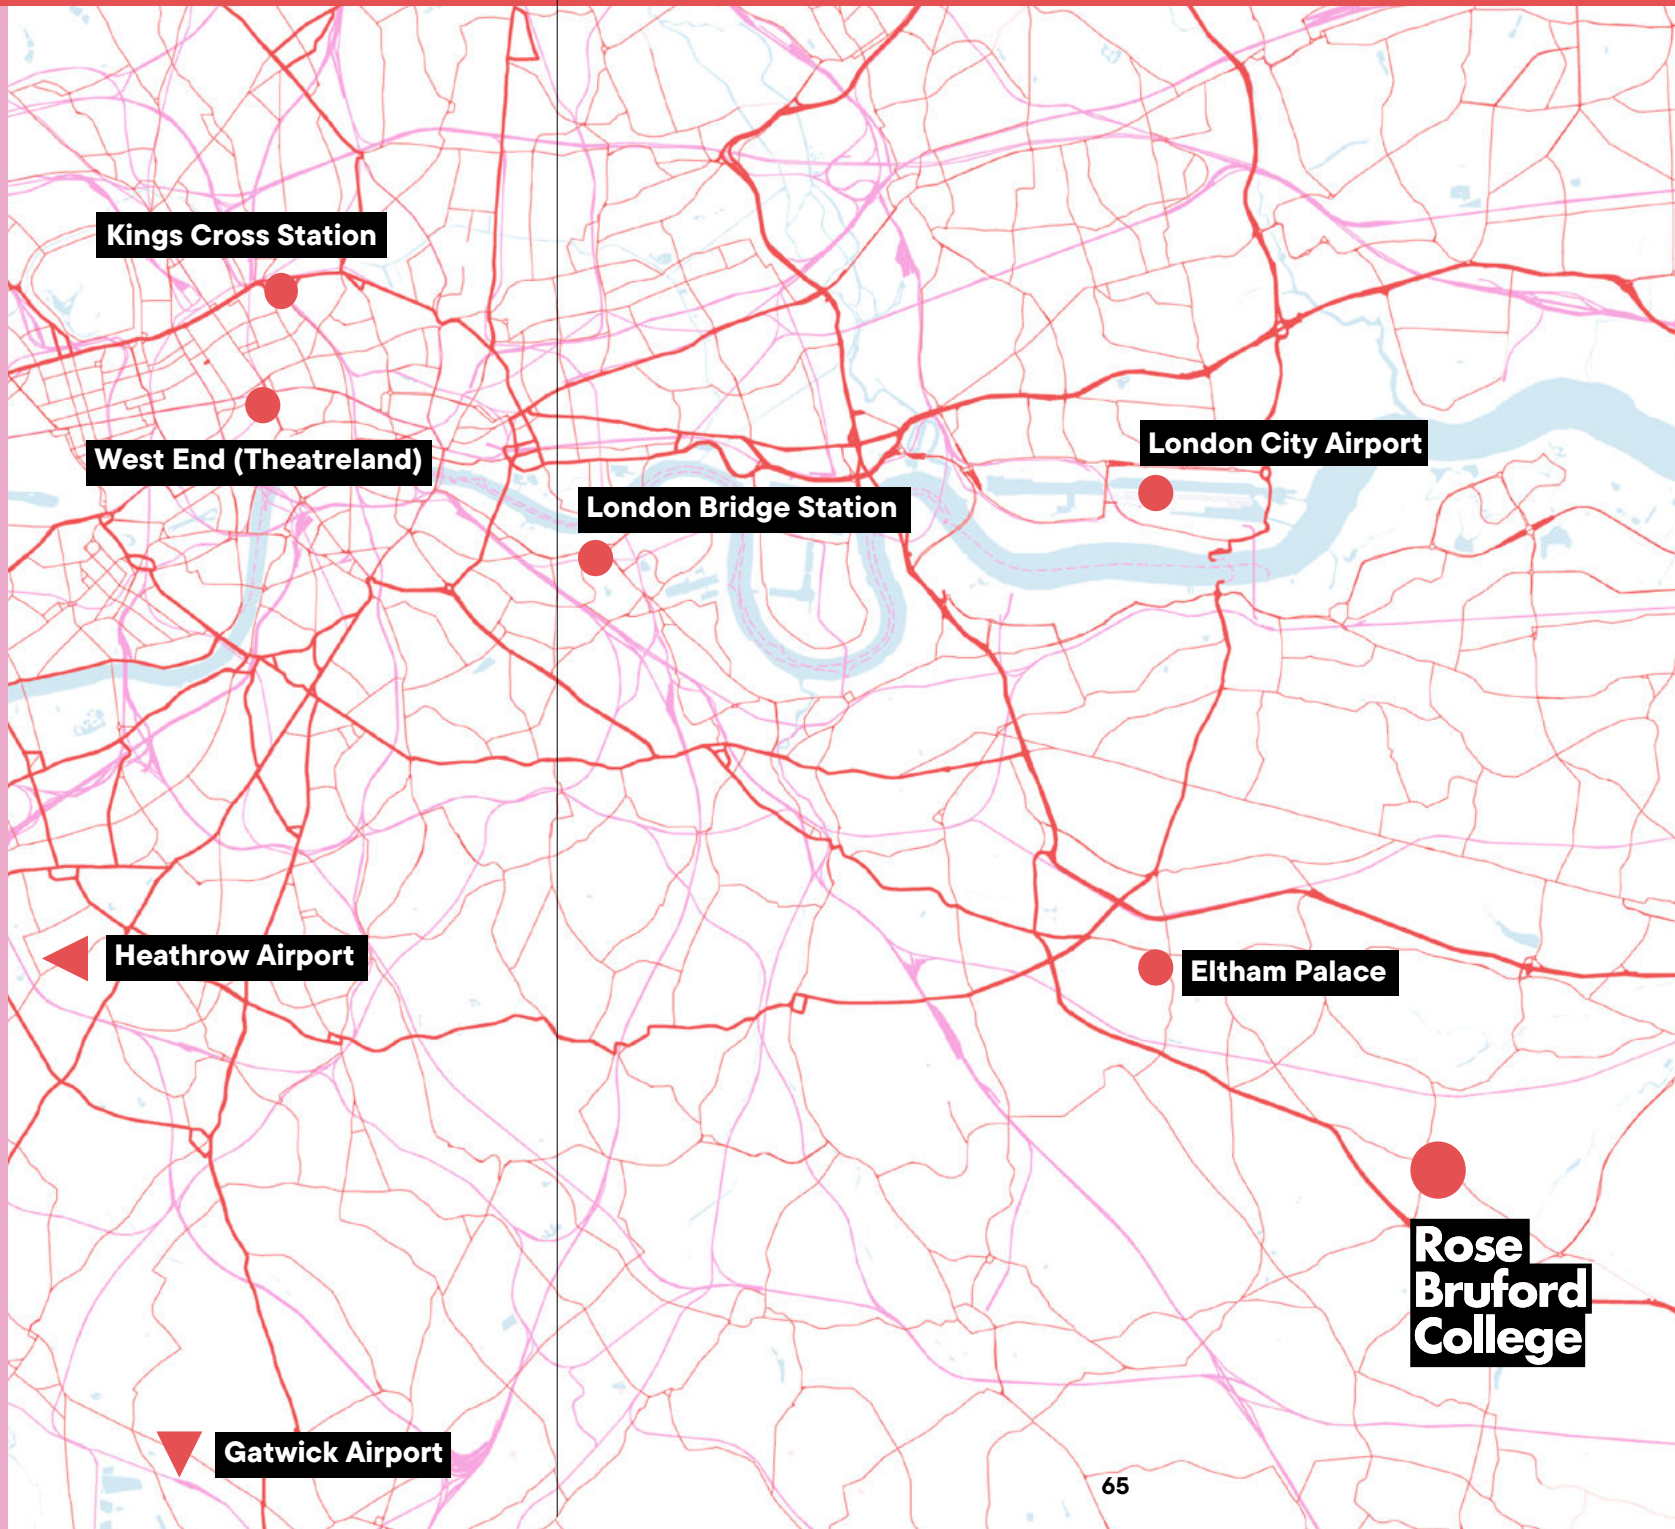 Kings Cross Station
West End (Theatreland)
London City Airport
London Bridge Station
Heathrow Airport
Eltham Palace
Rose
Bruford
College
Gatwick Airport
65